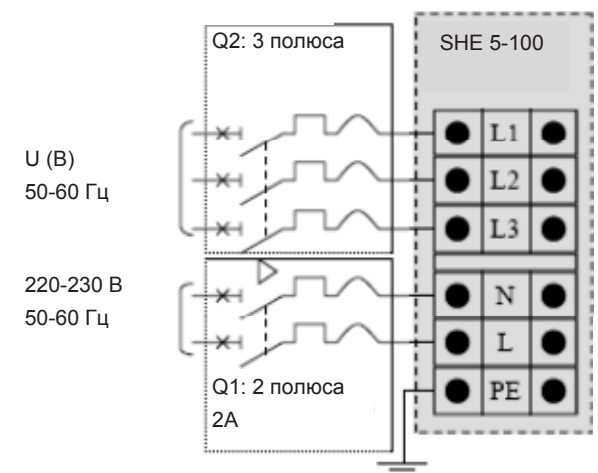 Q2: 3 полюса
SHE 5-100
L1
U (В)
50-60 Гц
L2
L3
220-230 В
50-60 Гц
N
L
Q1: 2 полюса
2А
PE